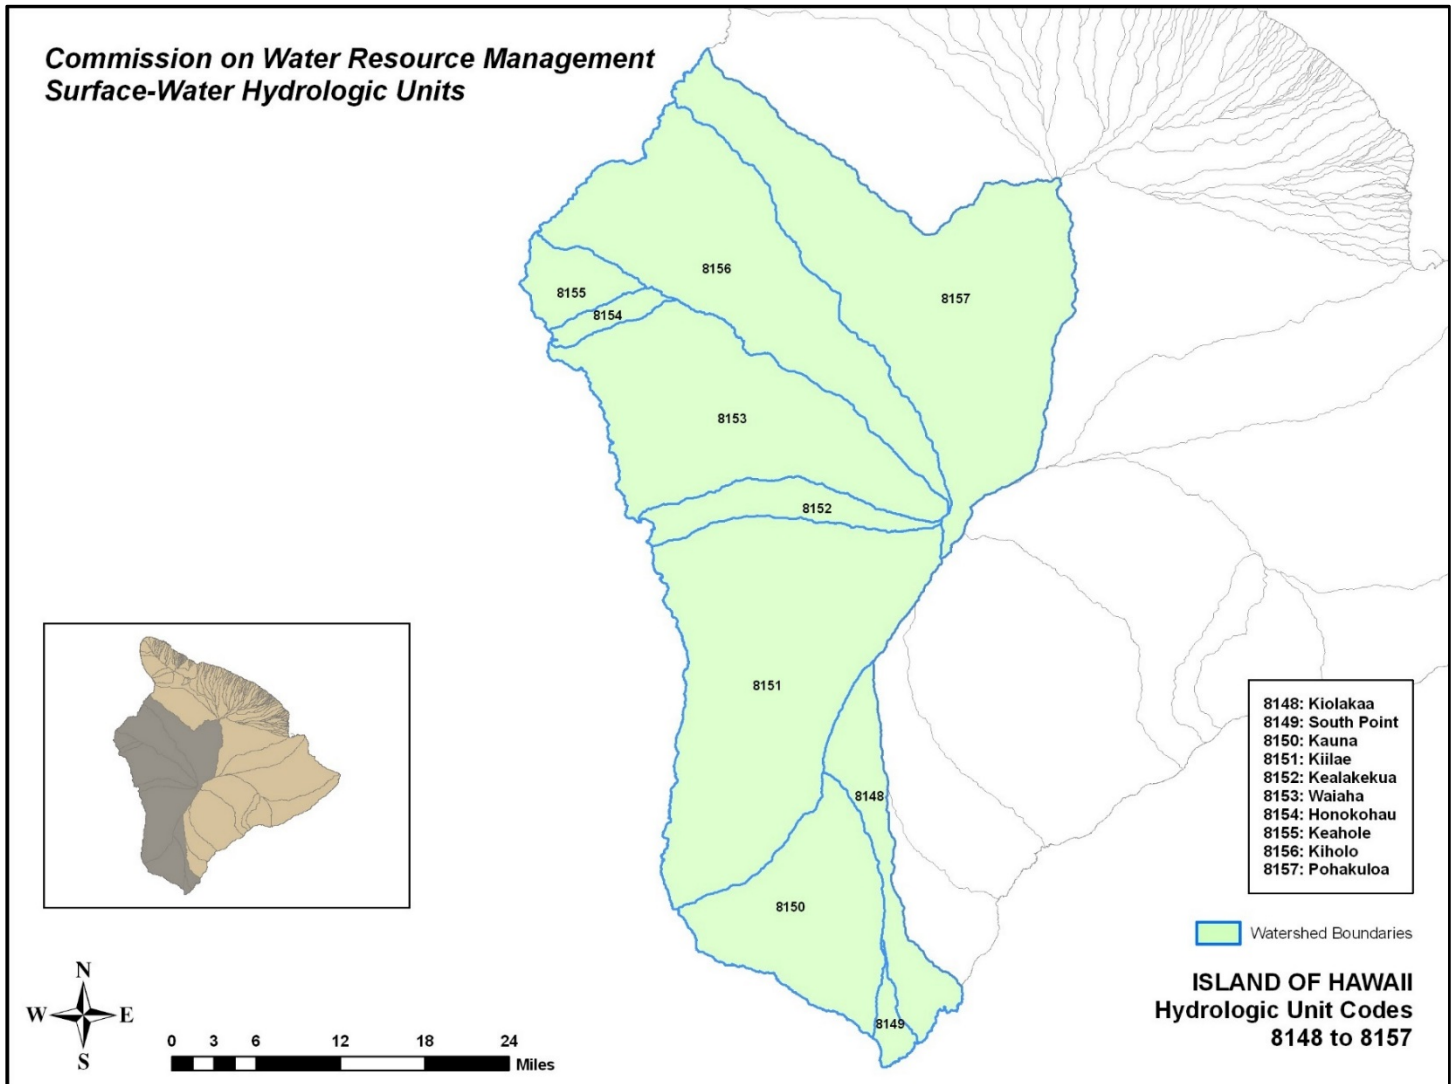 Commission on Water Resource Management
Surface-Water Hydrologic Units
8156
8157
8155
8154
8153
8152
8151
8148
8150
8149
8148: Kiolakaa
8149: South Point
8150: Kauna
8151: Kiilae
8152: Kealakekua
8153: Waiaha
8154: Honokohau
8155: Keahole
8156: Kiholo
8157: Pohakuloa
Watershed Boundaries
ISLAND OF HAWAII
Hydrologic Unit Codes
8148 to 8157
N
W E
S
0 3 6 12 18 24
Miles